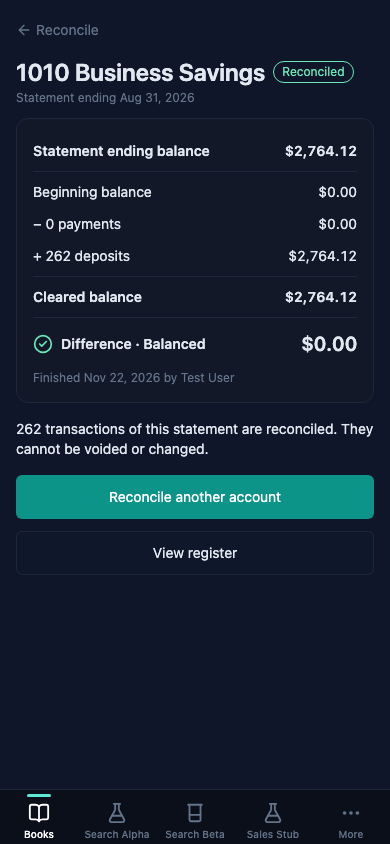 ← Reconcile
1010 Business Savings Reconciled
Statement ending Aug 31, 2026
Statement ending balance $2,764.12
Beginning balance $0.00
− 0 payments $0.00
+ 262 deposits $2,764.12
Cleared balance $2,764.12
Difference · Balanced $0.00
Finished Nov 22, 2026 by Test User
262 transactions of this statement are reconciled. They
cannot be voided or changed.
Reconcile another account
View register
Books Search Alpha Search Beta Sales Stub More